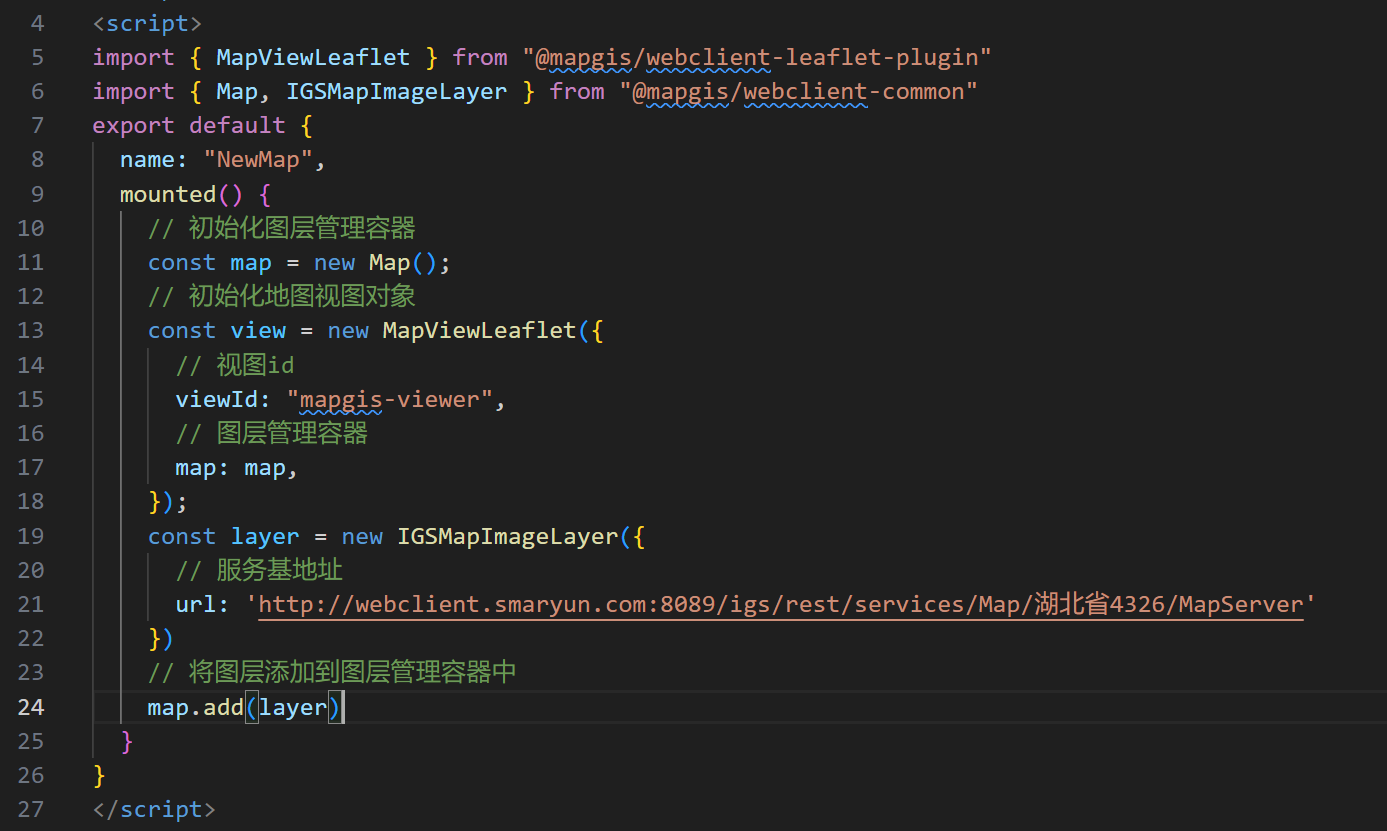 4 <script>
5 import { MapViewLeaflet } from "@mapgis/webclient-leaflet-plugin"
6 import { Map, IGSMapImageLayer } from "@mapgis/webclient-common"
7 export default {
8 name: "NewMap",
9 mounted() {
10 // 初始化图层管理容器
11 const map = new Map();
12 // 初始化地图视图对象
13 const view = new MapViewLeaflet({
14 // 视图id
15 viewId: "mapgis-viewer",
16 // 图层管理容器
17 map: map,
18 });
19 const layer = new IGSMapImageLayer({
20 // 服务基地址
21 url: 'http://webclient.smaryun.com:8089/igs/rest/services/Map/湖北省4326/MapServer'
22 })
23 // 将图层添加到图层管理容器中
24 map.add(layer)
25 }
26 }
27 </script>